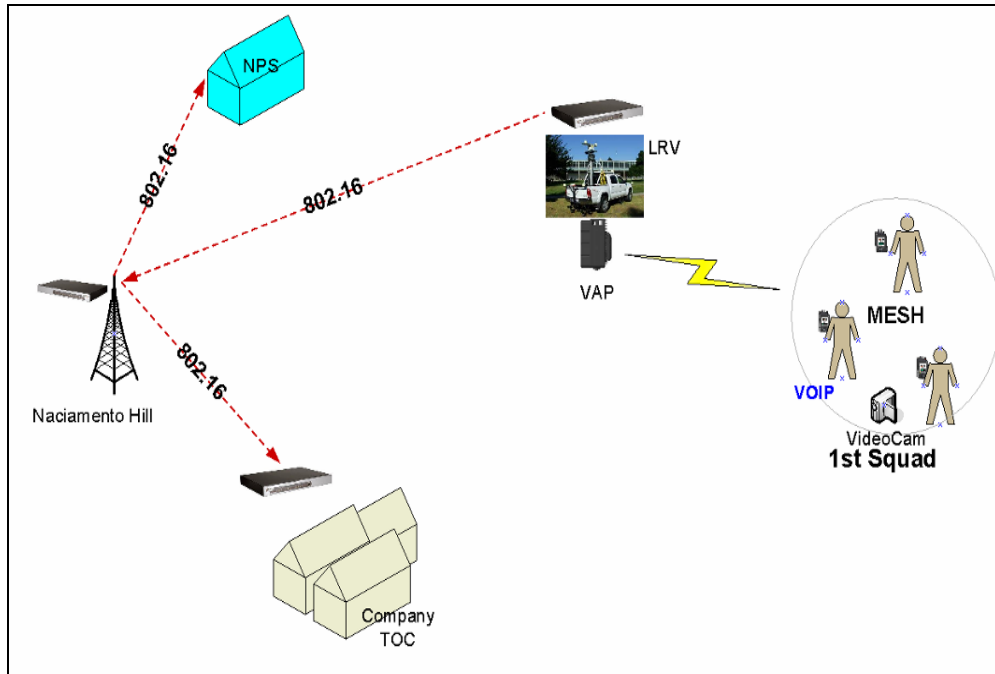 NPS
802.16
802.16
LRV
VAP
MESH
VOIP
VideoCam
1st Squad
Naciamento Hill
802.16
Company
TOC